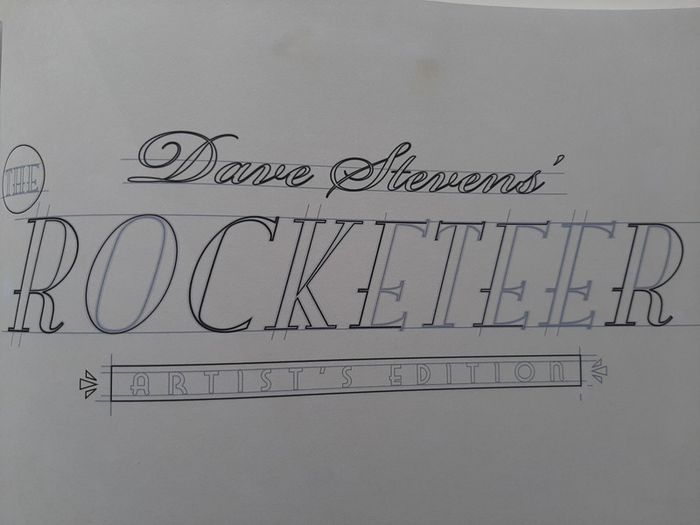 Dave Stevens'
THE
ROCKETEER
ARTIST'S EDITION